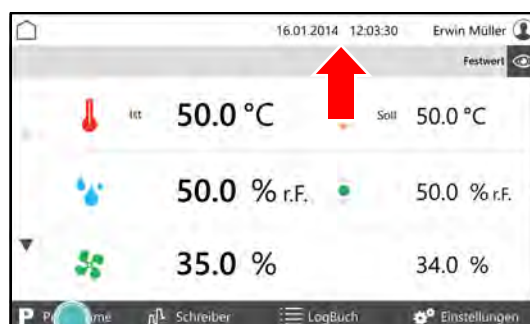 16.01.2014 12:03:30 Erwin Müller
Festwert
Ist 50.0 °C Soll 50.0 °C
50.0 % r.F. 50.0 % r.F.
35.0 % 34.0 %
P Schreiber LogBuch Einstellungen